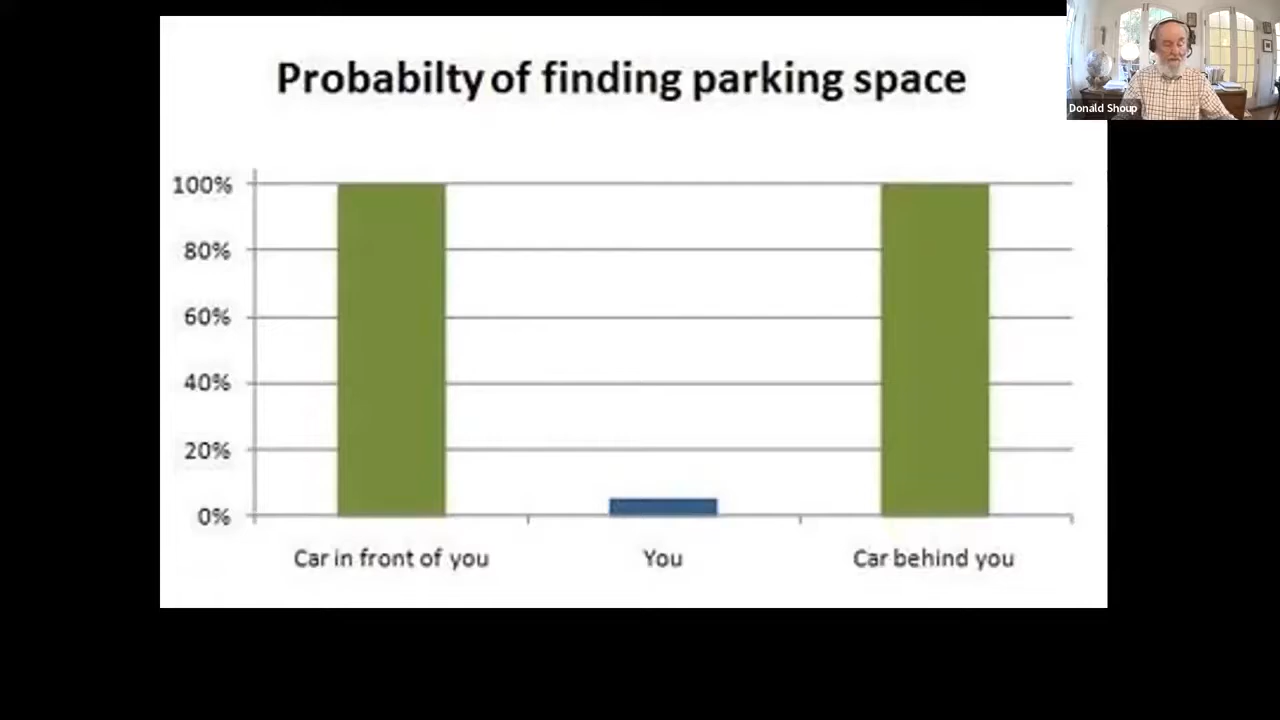 Probabilty of finding parking space
Donald Shoup
100%
80%
60%
40%
20%
0%
Car in front of you
You
Car behind you